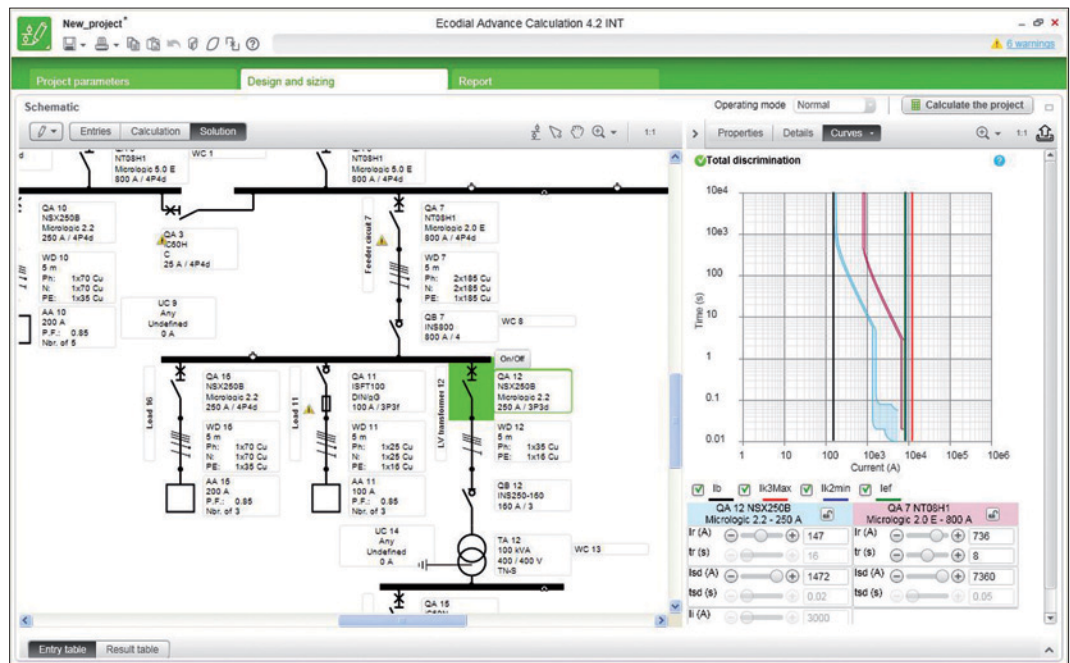 New_project*
Ecodial Advance Calculation 4.2 INT
6 warnings
Project parameters
Design and sizing
Report
Schematic
Operating mode Normal
Calculate the project
Entries Calculation Solution
1:1
Properties Details Curves
1:1
d
NT08H1
Micrologic 5.0 E
800 A / 4P4d
WC 1
NT08H1
Micrologic 5.0 E
800 A / 4P4d
QA 10
NSX250B
Micrologic 2.2
250 A / 4P4d
WD 10
5 m
Ph: 1x70 Cu
N: 1x70 Cu
PE: 1x35 Cu
AA 10
200 A
P.F.: 0.85
Nbr. of 5
QA 3
iC60H
C
25 A / 4P4d
UC 9
Any
Undefined
0 A
Feeder circuit 7
QA 7
NT08H1
Micrologic 2.0 E
800 A / 4P4d
WD 7
5 m
Ph: 2x185 Cu
N: 2x185 Cu
PE: 1x185 Cu
QB 7
INS800
800 A / 4
WC 8
On/Off
Load 16
QA 16
NSX250B
Micrologic 2.2
250 A / 4P4d
WD 16
5 m
Ph: 1x70 Cu
N: 1x70 Cu
PE: 1x35 Cu
AA 16
200 A
P.F.: 0.85
Nbr. of 3
Load 11
QA 11
ISFT100
DIN/gG
100 A / 3P3f
WD 11
5 m
Ph: 1x25 Cu
N: 1x25 Cu
PE: 1x16 Cu
AA 11
100 A
P.F.: 0.85
Nbr. of 3
LV transformer 12
QA 12
NSX250B
Micrologic 2.2
250 A / 3P3d
WD 12
5 m
Ph: 1x35 Cu
PE: 1x16 Cu
QB 12
INS250-160
160 A / 3
UC 14
Any
Undefined
0 A
TA 12
100 kVA
400 / 400 V
TN-S
WC 13
QA 15
Total discrimination
10e4
10e3
100
10
1
0.1
0.01
Time (s)
1 10 100 10e3 10e4 10e5 10e6
Current (A)
Ib Ik3Max Ik2min Ief
QA 12 NSX250B
Micrologic 2.2 - 250 A
Ir (A) 147
tr (s) 16
Isd (A) 1472
tsd (s) 0.02
Ii (A) 3000
QA 7 NT08H1
Micrologic 2.0 E - 800 A
Ir (A) 736
tr (s) 8
Isd (A) 7360
tsd (s) 0.05
Entry table Result table